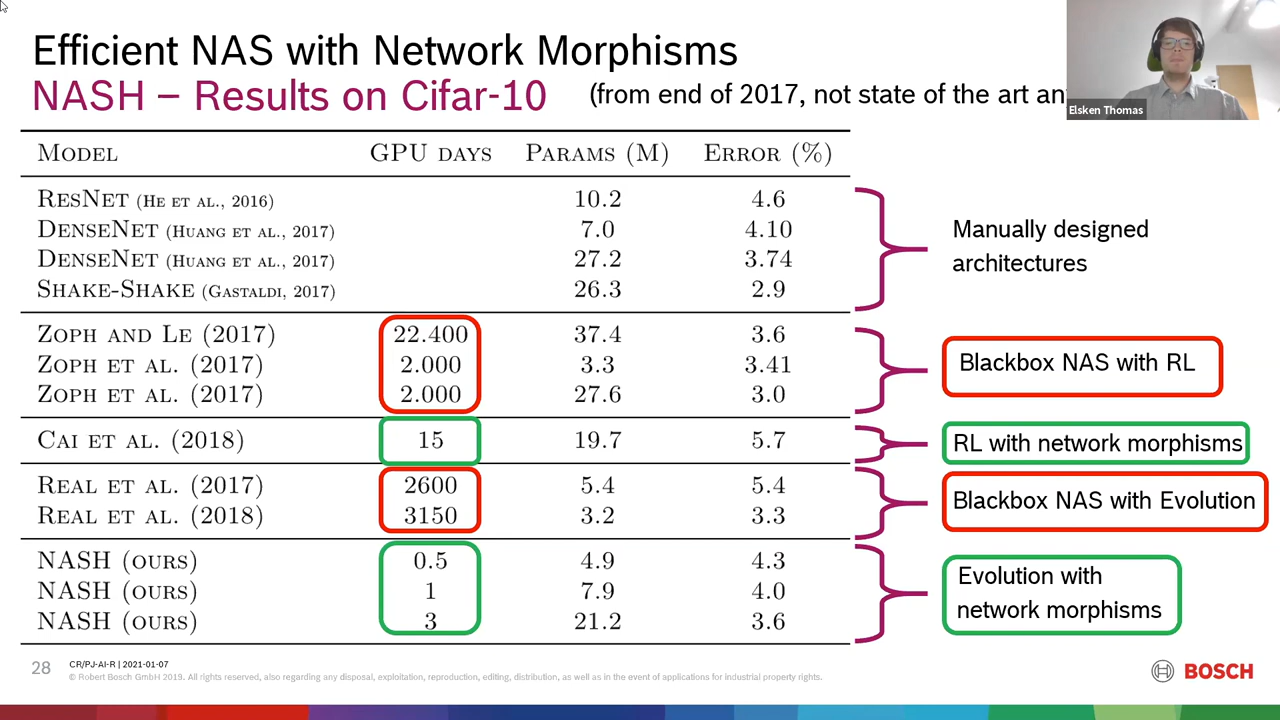 Efficient NAS with Network Morphisms
NASH – Results on Cifar-10 (from end of 2017, not state of the art
Elsken Thomas
MODEL GPU DAYS PARAMS (M) ERROR (%)
RESNET (HE ET AL., 2016) 10.2 4.6
DENSENET (HUANG ET AL., 2017) 7.0 4.10
DENSENET (HUANG ET AL., 2017) 27.2 3.74
SHAKE-SHAKE (GASTALDI, 2017) 26.3 2.9
Manually designed
architectures
ZOPH AND LE (2017) 22.400 37.4 3.6
ZOPH ET AL. (2017) 2.000 3.3 3.41
ZOPH ET AL. (2017) 2.000 27.6 3.0
Blackbox NAS with RL
CAI ET AL. (2018) 15 19.7 5.7
RL with network morphisms
REAL ET AL. (2017) 2600 5.4 5.4
REAL ET AL. (2018) 3150 3.2 3.3
Blackbox NAS with Evolution
NASH (OURS) 0.5 4.9 4.3
NASH (OURS) 1 7.9 4.0
NASH (OURS) 3 21.2 3.6
Evolution with
network morphisms
28 CR/PJ-AI-R | 2021-01-07
© Robert Bosch GmbH 2019. All rights reserved, also regarding any disposal, exploitation, reproduction, editing, distribution, as well as in the event of applications for industrial property rights.
BOSCH